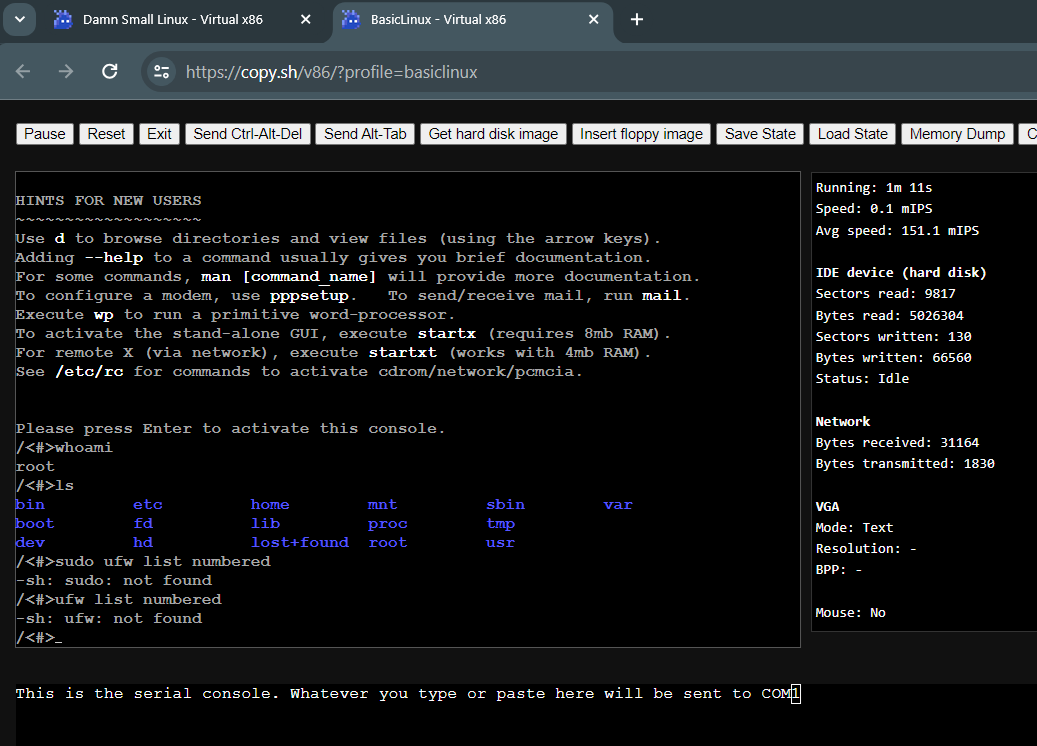 Damn Small Linux - Virtual x86
BasicLinux - Virtual x86
https://copy.sh/v86/?profile=basiclinux
Pause Reset Exit Send Ctrl-Alt-Del Send Alt-Tab Get hard disk image Insert floppy image Save State Load State Memory Dump C
HINTS FOR NEW USERS
~~~~~~~~~~~~~~~~~~~
Use d to browse directories and view files (using the arrow keys).
Adding --help to a command usually gives you brief documentation.
For some commands, man [command_name] will provide more documentation.
To configure a modem, use pppsetup.   To send/receive mail, run mail.
Execute wp to run a primitive word-processor.
To activate the stand-alone GUI, execute startx (requires 8mb RAM).
For remote X (via network), execute startxt (works with 4mb RAM).
See /etc/rc for commands to activate cdrom/network/pcmcia.
Please press Enter to activate this console.
/<#>whoami
root
/<#>ls
bin         etc         home        mnt         sbin        var
boot        fd          lib         proc        tmp
dev         hd          lost+found  root        usr
/<#>sudo ufw list numbered
-sh: sudo: not found
/<#>ufw list numbered
-sh: ufw: not found
/<#>_
Running: 1m 11s
Speed: 0.1 mIPS
Avg speed: 151.1 mIPS
IDE device (hard disk)
Sectors read: 9817
Bytes read: 5026304
Sectors written: 130
Bytes written: 66560
Status: Idle
Network
Bytes received: 31164
Bytes transmitted: 1830
VGA
Mode: Text
Resolution: -
BPP: -
Mouse: No
This is the serial console. Whatever you type or paste here will be sent to COM1